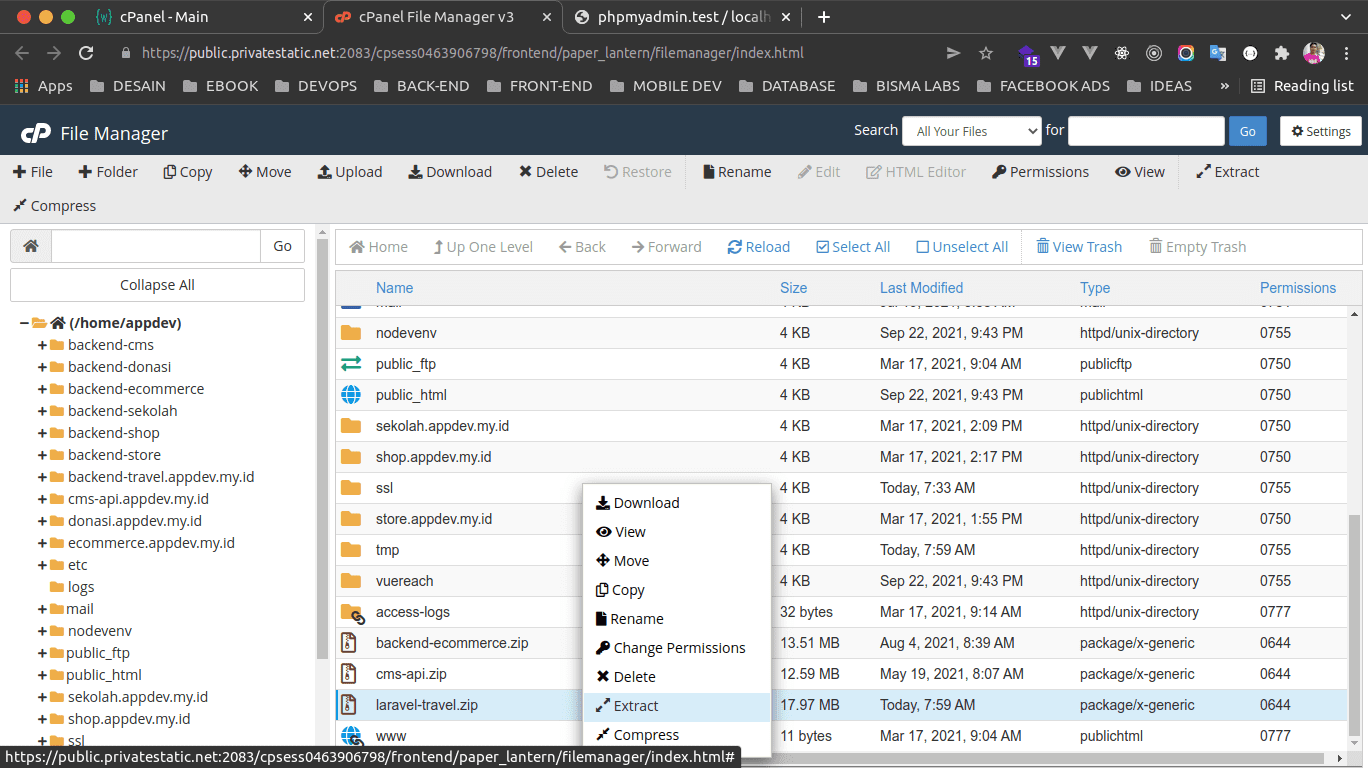 cPanel - Main
cPanel File Manager v3
phpmyadmin.test / localh
https://public.privatestatic.net:2083/cpsess0463906798/frontend/paper_lantern/filemanager/index.html
15
Apps DESAIN EBOOK DEVOPS BACK-END FRONT-END MOBILE DEV DATABASE BISMA LABS FACEBOOK ADS IDEAS » Reading list
cP File Manager
Search All Your Files for Go Settings
File Folder Copy Move Upload Download Delete Restore Rename Edit HTML Editor Permissions View Extract
Compress
Go
Collapse All
(/home/appdev)
backend-cms
backend-donasi
backend-ecommerce
backend-sekolah
backend-shop
backend-store
backend-travel.appdev.my.id
cms-api.appdev.my.id
donasi.appdev.my.id
ecommerce.appdev.my.id
etc
logs
mail
nodevenv
public_ftp
public_html
sekolah.appdev.my.id
shop.appdev.my.id
ssl
Home Up One Level Back Forward Reload Select All Unselect All View Trash Empty Trash
Name Size Last Modified Type Permissions
nodevenv 4 KB Sep 22, 2021, 9:43 PM httpd/unix-directory 0755
public_ftp 4 KB Mar 17, 2021, 9:04 AM publicftp 0750
public_html 4 KB Sep 22, 2021, 9:43 PM publichtml 0750
sekolah.appdev.my.id 4 KB Mar 17, 2021, 2:09 PM httpd/unix-directory 0750
shop.appdev.my.id 4 KB Mar 17, 2021, 2:17 PM httpd/unix-directory 0750
ssl 4 KB Today, 7:33 AM httpd/unix-directory 0755
store.appdev.my.id 4 KB Mar 17, 2021, 1:55 PM httpd/unix-directory 0750
tmp 4 KB Today, 7:59 AM httpd/unix-directory 0755
vuereach 4 KB Sep 22, 2021, 9:43 PM httpd/unix-directory 0755
access-logs 32 bytes Mar 17, 2021, 9:14 AM httpd/unix-directory 0777
backend-ecommerce.zip 13.51 MB Aug 4, 2021, 8:39 AM package/x-generic 0644
cms-api.zip 12.59 MB May 19, 2021, 8:07 AM package/x-generic 0644
laravel-travel.zip 17.97 MB Today, 7:59 AM package/x-generic 0644
www 11 bytes Mar 17, 2021, 9:04 AM publichtml 0777
Download
View
Move
Copy
Rename
Change Permissions
Delete
Extract
Compress
https://public.privatestatic.net:2083/cpsess0463906798/frontend/paper_lantern/filemanager/index.html#